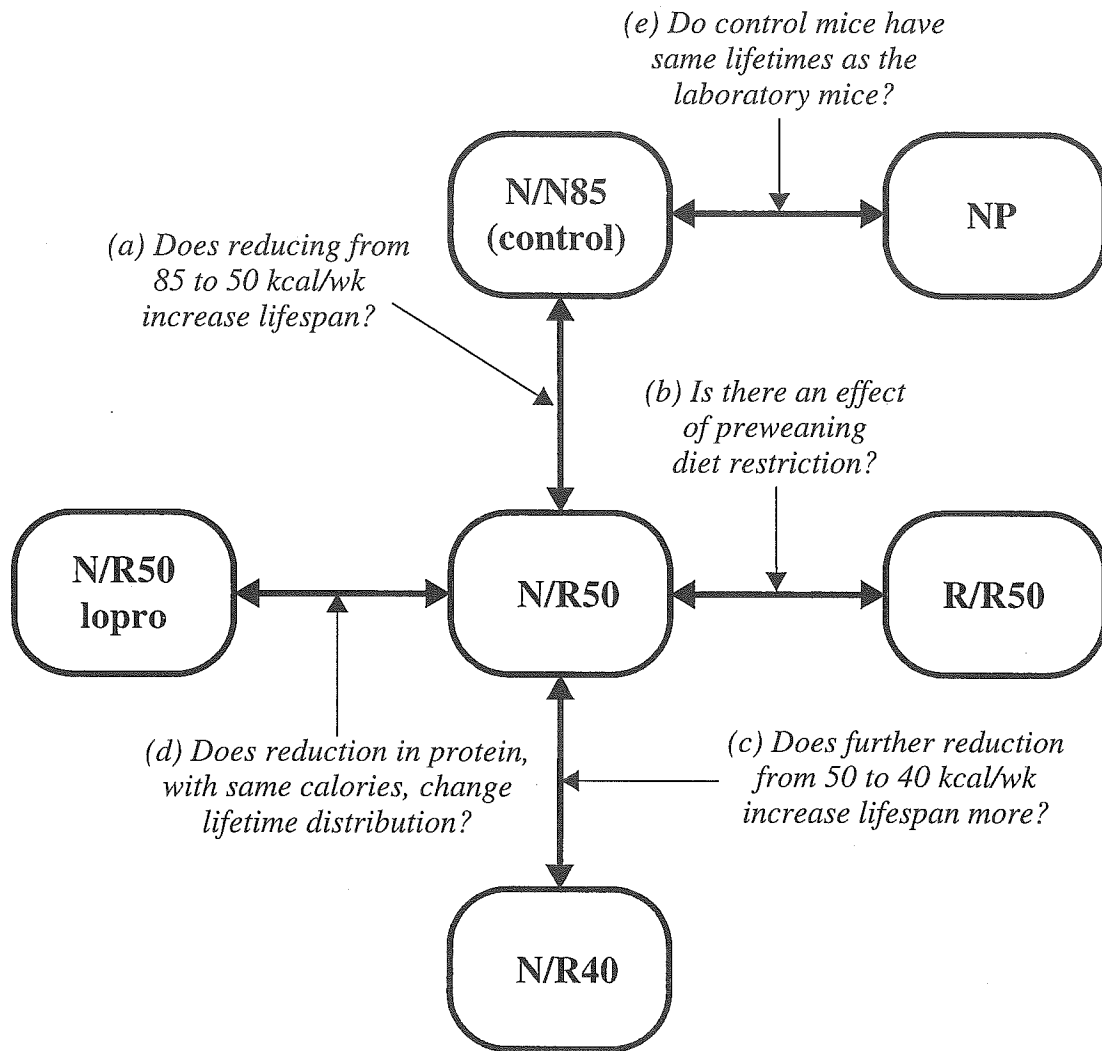 (e) Do control mice have
same lifetimes as the
laboratory mice?
N/N85
(control)
NP
(a) Does reducing from
85 to 50 kcal/wk
increase lifespan?
(b) Is there an effect
of preweaning
diet restriction?
N/R50
lopro
N/R50
R/R50
(d) Does reduction in protein,
with same calories, change
lifetime distribution?
(c) Does further reduction
from 50 to 40 kcal/wk
increase lifespan more?
N/R40